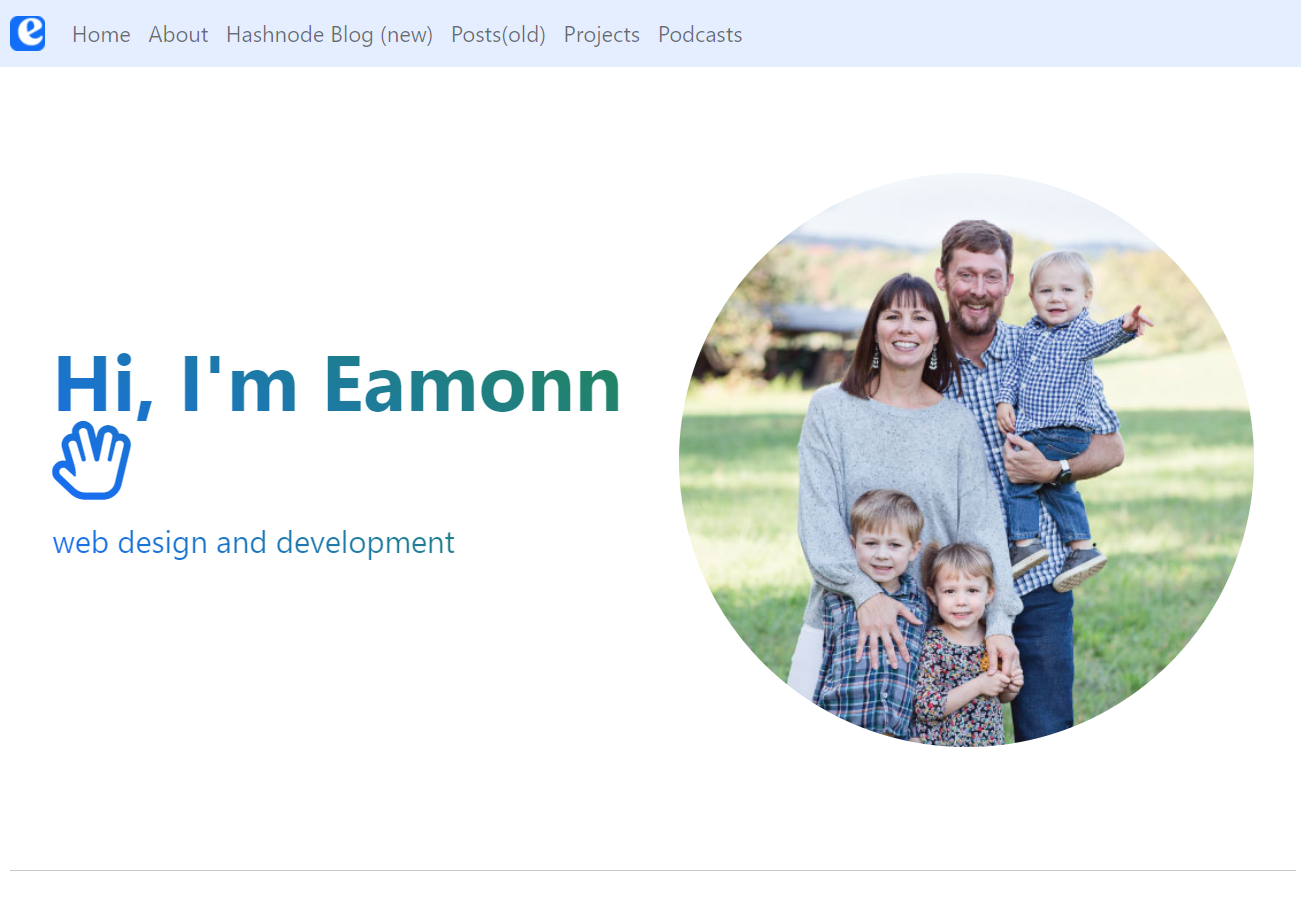 e
Home About Hashnode Blog (new) Posts(old) Projects Podcasts
Hi, I'm Eamonn
web design and development